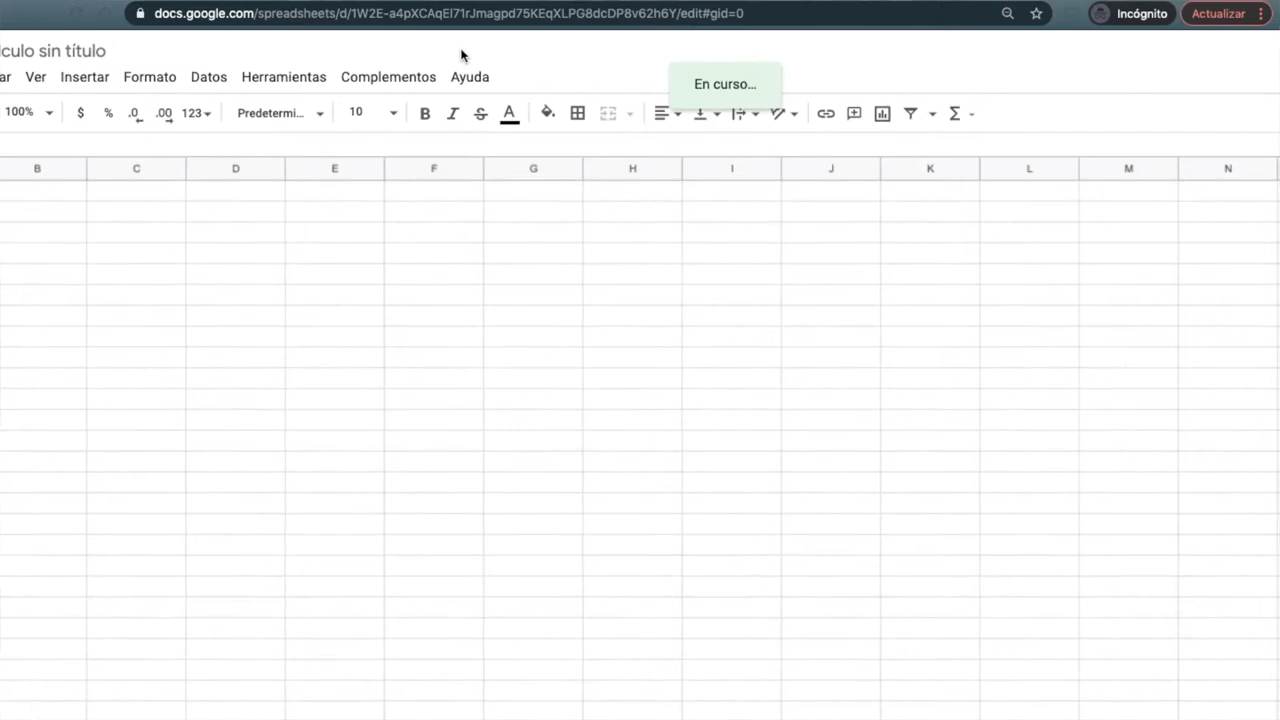 docs.google.com/spreadsheets/d/1W2E-a4pXCAqEl71rJmagpd75KEqXLPG8dcDP8v62h6Y/edit#gid=0
Incógnito
Actualizar
lculo sin título
ar Ver Insertar Formato Datos Herramientas Complementos Ayuda
En curso…
100% $ % .0 .00 123 Predetermi... 10 B I S A Σ
B C D E F G H I J K L M N